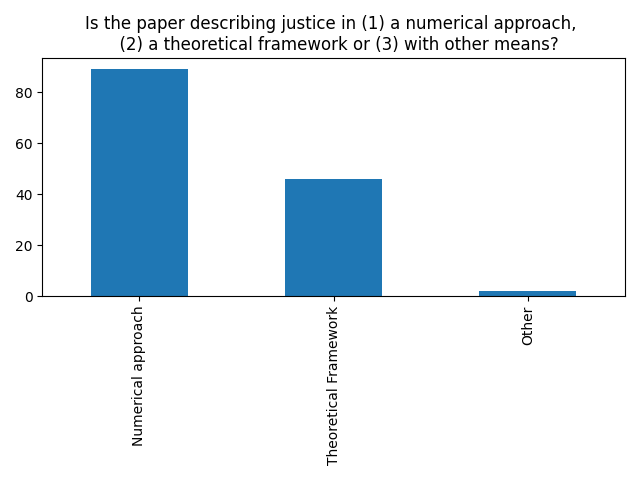 Is the paper describing justice in (1) a numerical approach,
(2) a theoretical framework or (3) with other means?
80
60
40
20
0
Numerical approach
Theoretical Framework
Other